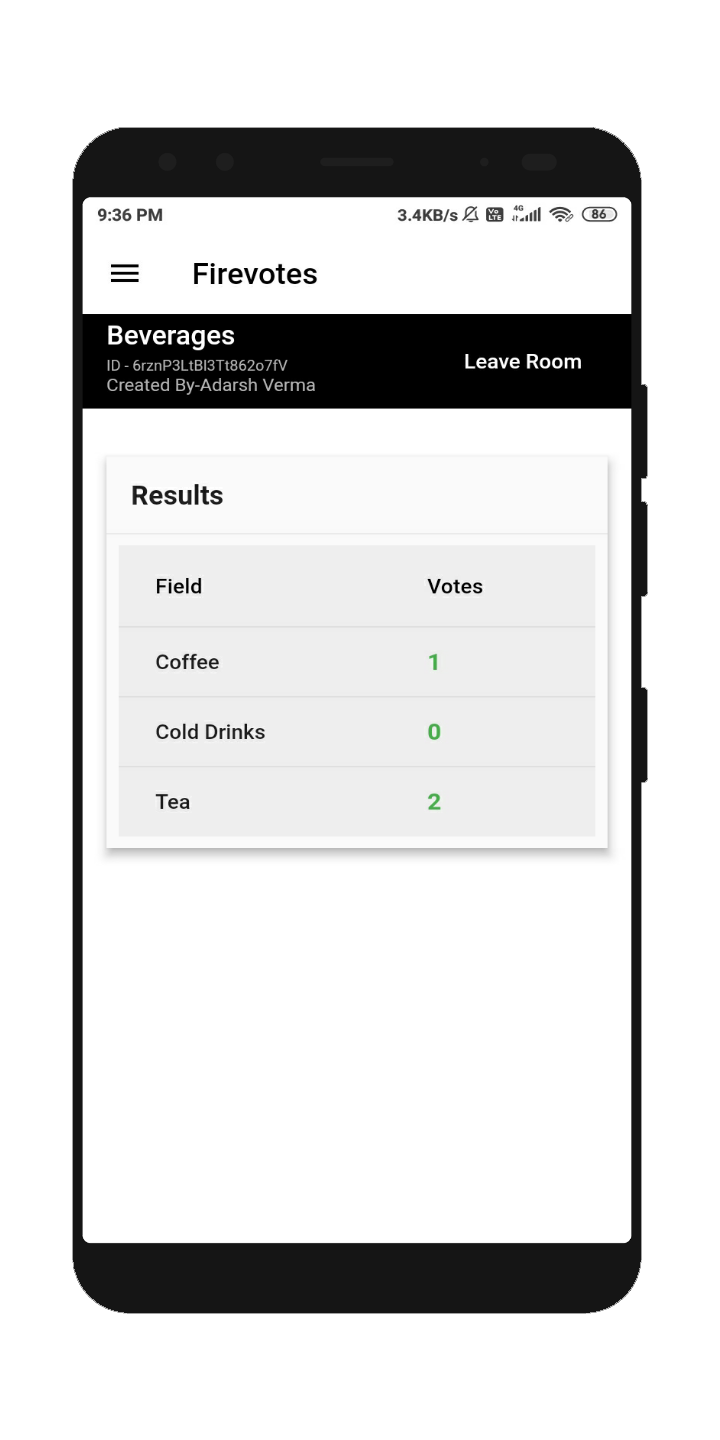 9:36 PM 3.4KB/s Vo LTE 4G 86
Firevotes
Beverages
ID - 6rznP3LtBl3Tt862o7fV
Created By-Adarsh Verma
Leave Room
Results
Field Votes
Coffee 1
Cold Drinks 0
Tea 2